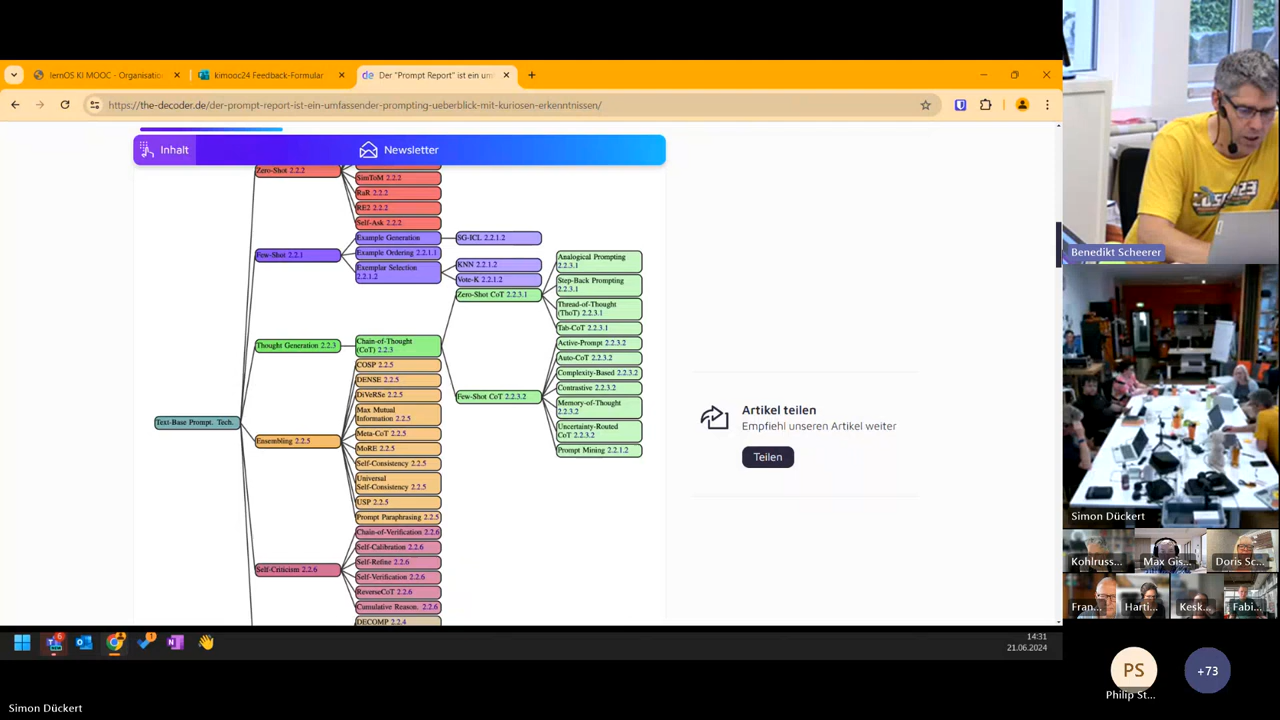 lernOS KI MOOC - Organisatio
kimooc24 Feedback-Formular
Der "Prompt Report" ist ein um
https://the-decoder.de/der-prompt-report-ist-ein-umfassender-prompting-ueberblick-mit-kuriosen-erkenntnissen/
Inhalt
Newsletter
Zero-Shot 2.2.2
SimToM 2.2.2
RaR 2.2.2
RE2 2.2.2
Self-Ask 2.2.2
Few-Shot 2.2.1
Example Generation
SG-ICL 2.2.1.2
Example Ordering 2.2.1.1
Exemplar Selection
2.2.1.2
KNN 2.2.1.2
Vote-K 2.2.1.2
Thought Generation 2.2.3
Chain-of-Thought
(CoT) 2.2.3
Zero-Shot CoT 2.2.3.1
Analogical Prompting
2.2.3.1
Step-Back Prompting
2.2.3.1
Thread-of-Thought
(ThoT) 2.2.3.1
Tab-CoT 2.2.3.1
Few-Shot CoT 2.2.3.2
Active-Prompt 2.2.3.2
Auto-CoT 2.2.3.2
Complexity-Based 2.2.3.2
Contrastive 2.2.3.2
Memory-of-Thought
2.2.3.2
Uncertainty-Routed
CoT 2.2.3.2
Prompt Mining 2.2.1.2
Text-Base Prompt. Tech.
Ensembling 2.2.5
COSP 2.2.5
DENSE 2.2.5
DiVeRSe 2.2.5
Max Mutual
Information 2.2.5
Meta-CoT 2.2.5
MoRE 2.2.5
Self-Consistency 2.2.5
Universal
Self-Consistency 2.2.5
USP 2.2.5
Prompt Paraphrasing 2.2.5
Self-Criticism 2.2.6
Chain-of-Verification 2.2.6
Self-Calibration 2.2.6
Self-Refine 2.2.6
Self-Verification 2.2.6
ReverseCoT 2.2.6
Cumulative Reason. 2.2.6
DECOMP 2.2.4
Artikel teilen
Empfiehl unseren Artikel weiter
Teilen
6
1
14:31
21.06.2024
Simon Dückert
Benedikt Scheerer
Simon Dückert
Kohlruss...
Max Gis...
Doris Sc...
Fran...
Harti...
Kesk...
Fabi...
PS
Philip St...
+73